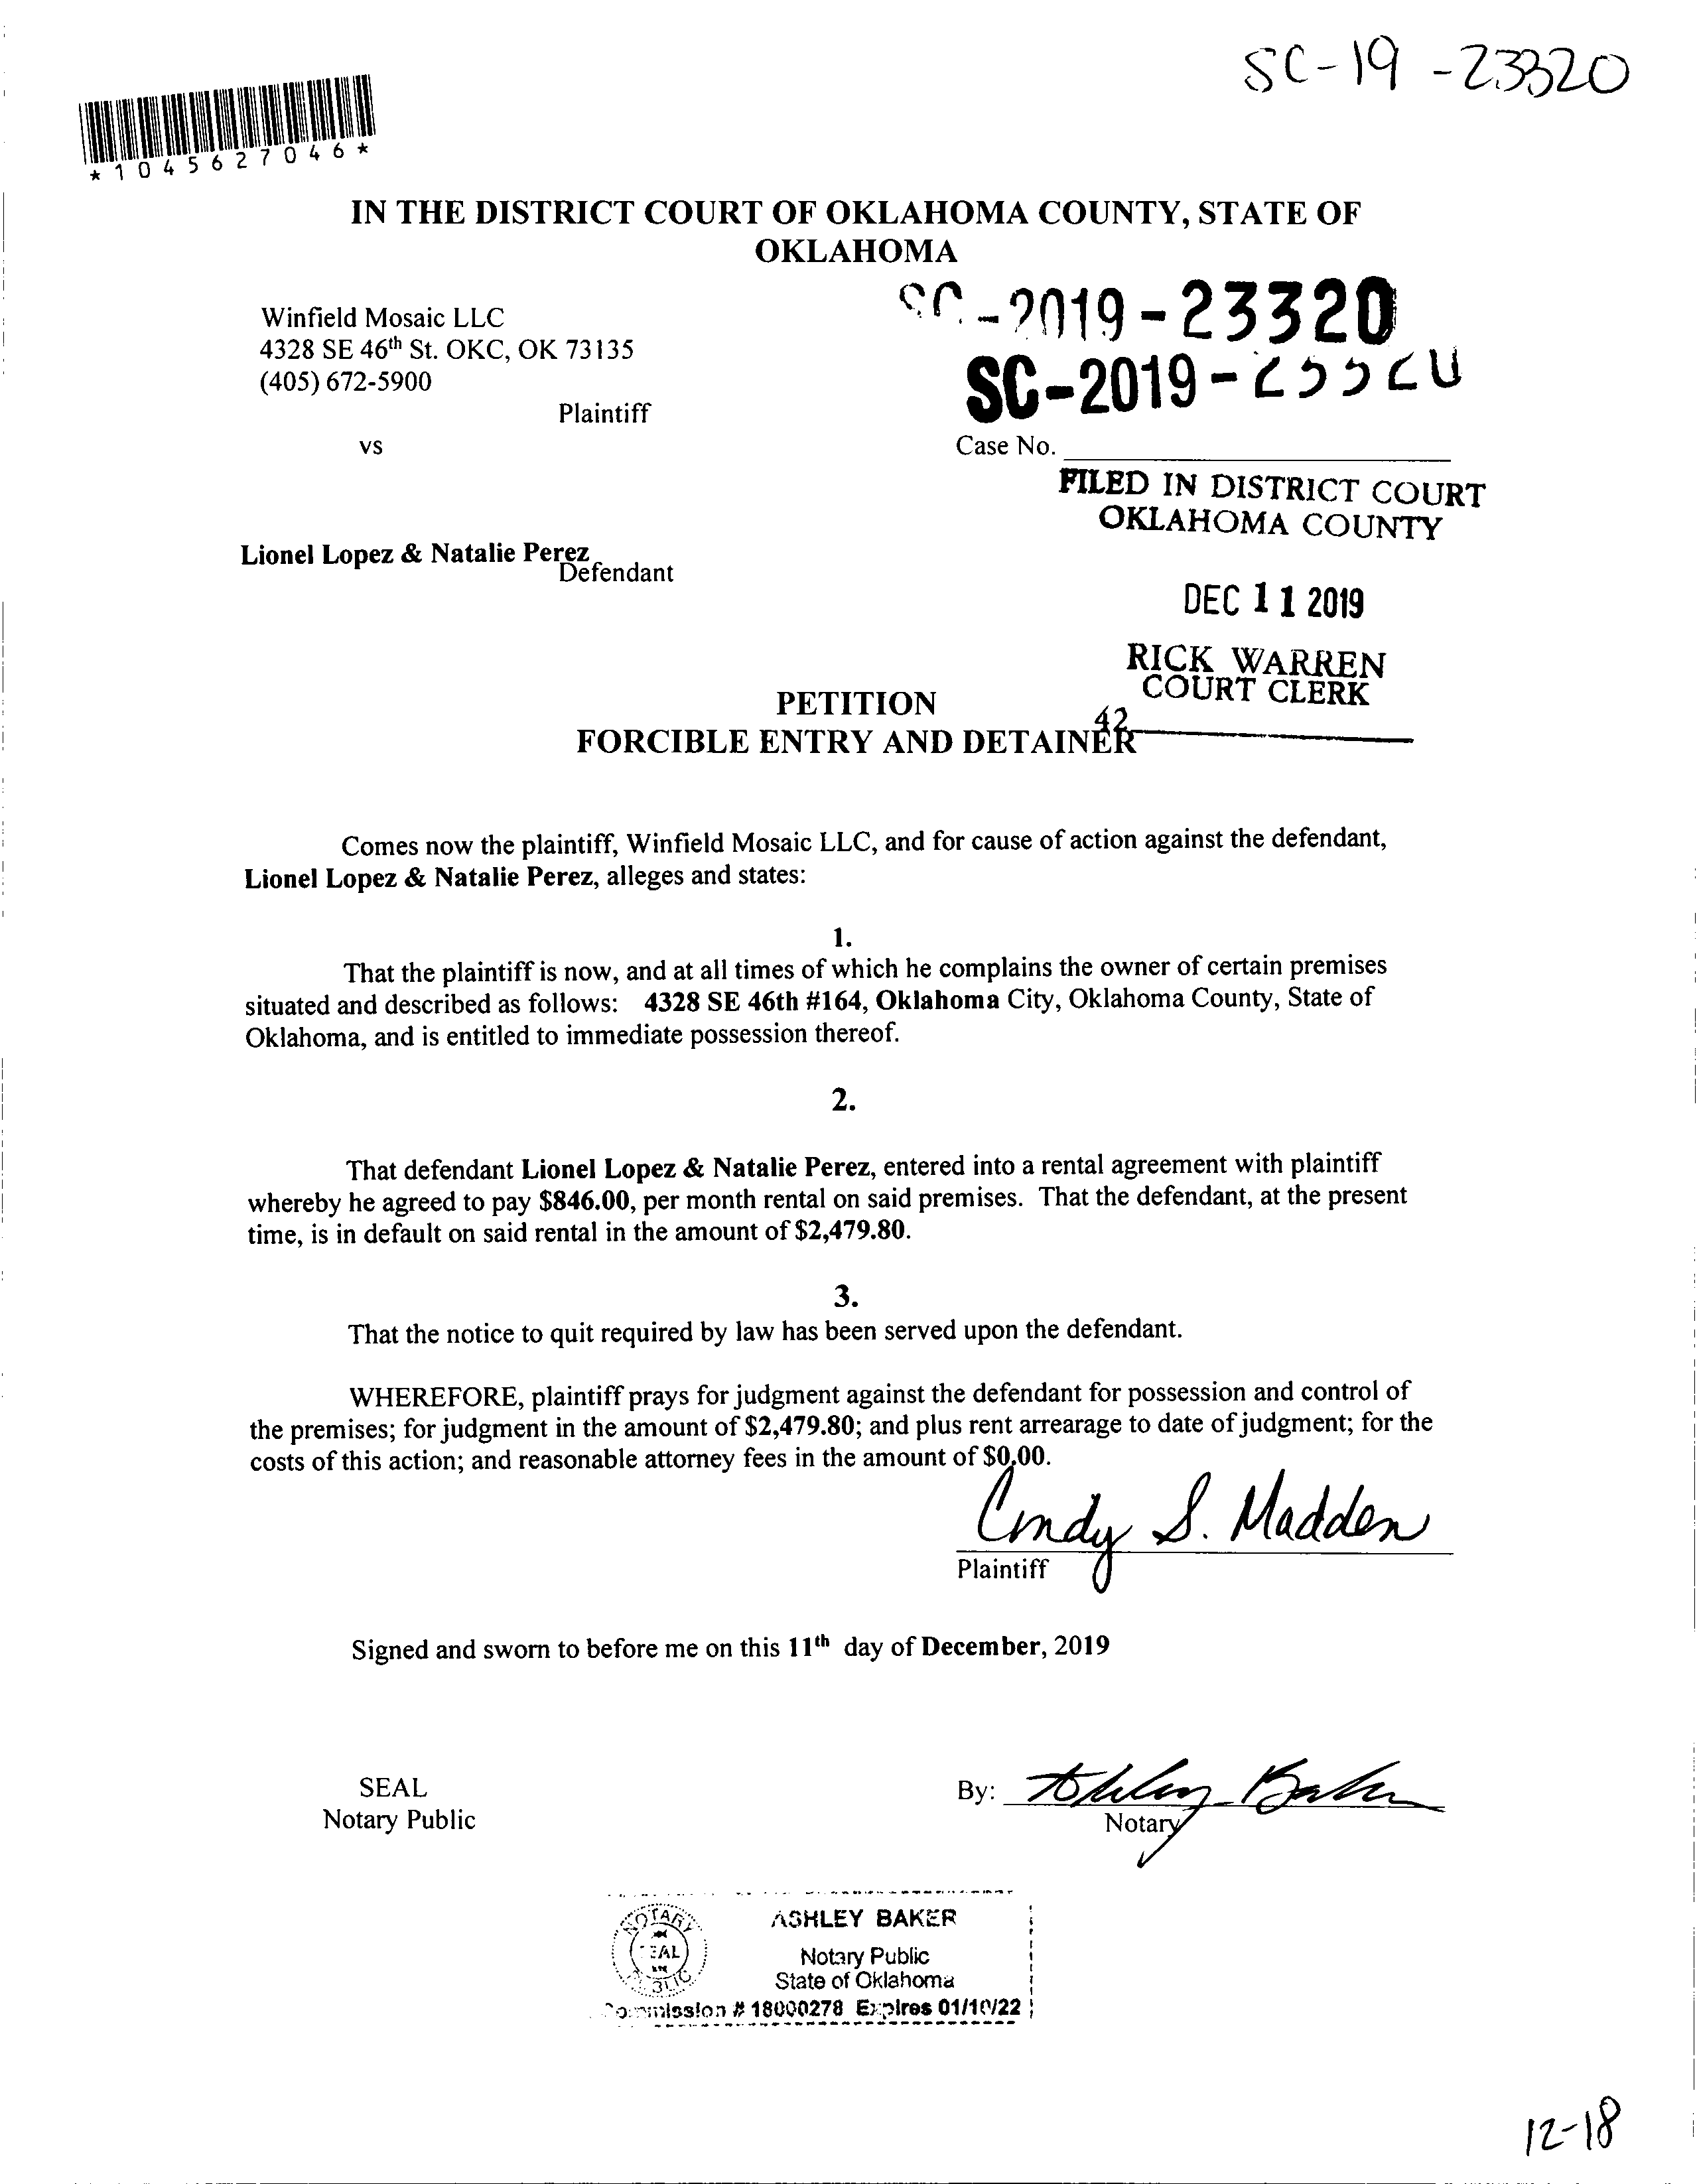 SC-19-23320
*1045627046*
IN THE DISTRICT COURT OF OKLAHOMA COUNTY, STATE OF
OKLAHOMA
Winfield Mosaic LLC
4328 SE 46th St. OKC, OK 73135
(405) 672-5900
Plaintiff
vs
SC-2019-23320
SC-2019-23320
Case No.
FILED IN DISTRICT COURT
OKLAHOMA COUNTY
Lionel Lopez & Natalie Perez
Defendant
DEC 11 2019
RICK WARREN
COURT CLERK
42
PETITION
FORCIBLE ENTRY AND DETAINER
Comes now the plaintiff, Winfield Mosaic LLC, and for cause of action against the defendant,
Lionel Lopez & Natalie Perez, alleges and states:
1.
That the plaintiff is now, and at all times of which he complains the owner of certain premises
situated and described as follows: 4328 SE 46th #164, Oklahoma City, Oklahoma County, State of
Oklahoma, and is entitled to immediate possession thereof.
2.
That defendant Lionel Lopez & Natalie Perez, entered into a rental agreement with plaintiff
whereby he agreed to pay $846.00, per month rental on said premises. That the defendant, at the present
time, is in default on said rental in the amount of $2,479.80.
3.
That the notice to quit required by law has been served upon the defendant.
WHEREFORE, plaintiff prays for judgment against the defendant for possession and control of
the premises; for judgment in the amount of $2,479.80; and plus rent arrearage to date of judgment; for the
costs of this action; and reasonable attorney fees in the amount of $0.00.
Cindy S. Madden
Plaintiff
Signed and sworn to before me on this 11th day of December, 2019
SEAL
Notary Public
By: Ashley Baker
Notary
NOTARY
SEAL
PUBLIC
ASHLEY BAKER
Notary Public
State of Oklahoma
Commission # 18000278 Expires 01/10/22
12-18